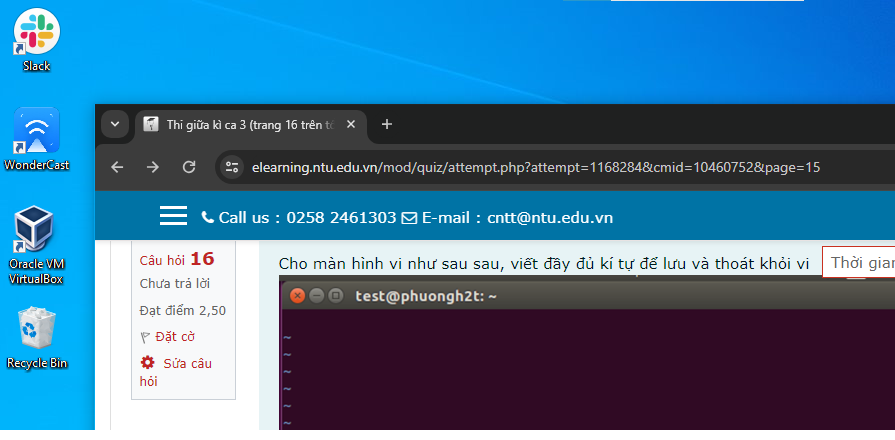 Slack
WonderCast
Oracle VM
VirtualBox
Recycle Bin
Thi giữa kì ca 3 (trang 16 trên
elearning.ntu.edu.vn/mod/quiz/attempt.php?attempt=1168284&cmid=10460752&page=15
Call us : 0258 2461303 E-mail : cntt@ntu.edu.vn
Câu hỏi 16
Chưa trả lời
Đạt điểm 2,50
Đặt cờ
Sửa câu
hỏi
Cho màn hình vi như sau sau, viết đầy đủ kí tự để lưu và thoát khỏi vi
Thời gian
test@phuongh2t: ~
~
~
~
~
~